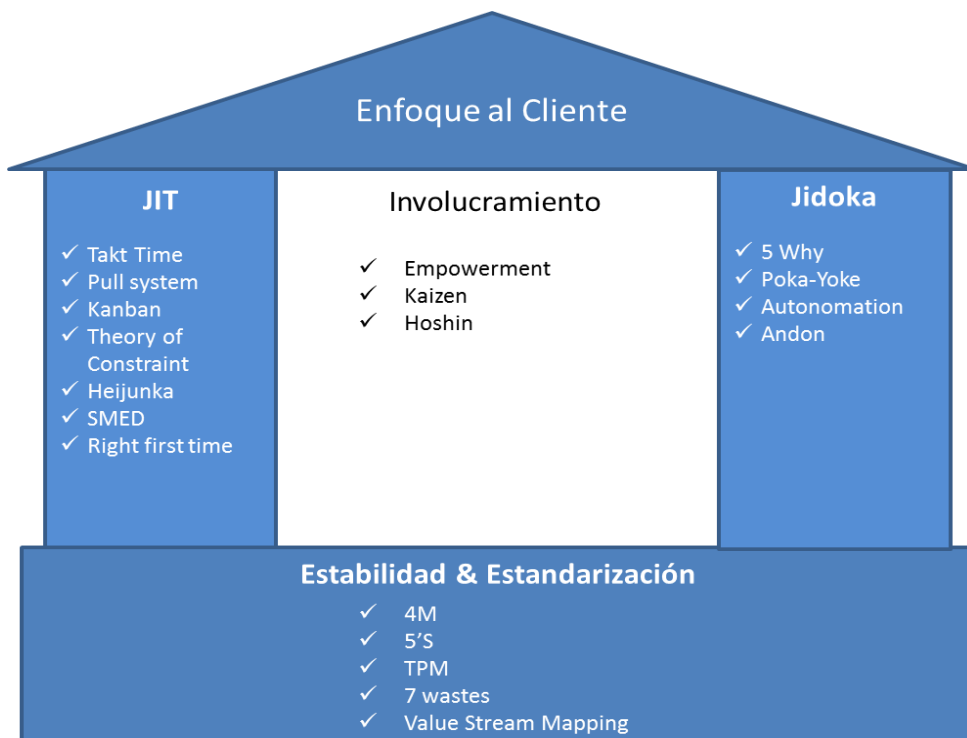 Enfoque al Cliente
JIT
✓ Takt Time
✓ Pull system
✓ Kanban
✓ Theory of
Constraint
✓ Heijunka
✓ SMED
✓ Right first time
Involucramiento
✓ Empowerment
✓ Kaizen
✓ Hoshin
Jidoka
✓ 5 Why
✓ Poka-Yoke
✓ Autonomation
✓ Andon
Estabilidad & Estandarización
✓ 4M
✓ 5’S
✓ TPM
✓ 7 wastes
✓ Value Stream Mapping